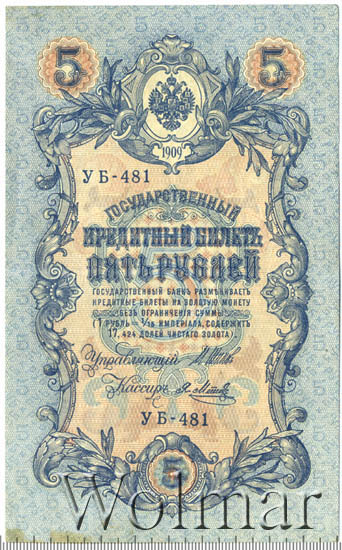 5 5
1909
УБ-481
ГОСУДАРСТВЕННЫЙ
КРЕДИТНЫЙ БИЛЕТЪ
ПЯТЬ РУБЛЕЙ
ГОСУДАРСТВЕННЫЙ БАНКЪ РАЗМѢНИВАЕТЪ
КРЕДИТНЫЕ БИЛЕТЫ НА ЗОЛОТУЮ МОНЕТУ
БЕЗЪ ОГРАНИЧЕНІЯ СУММЫ
(1 РУБЛЬ = 1/15 ИМПЕРІАЛА, СОДЕРЖИТЪ
17,424 ДОЛЕЙ ЧИСТАГО ЗОЛОТА).
Управляющій
Кассиръ
УБ-481
5
Wolmar